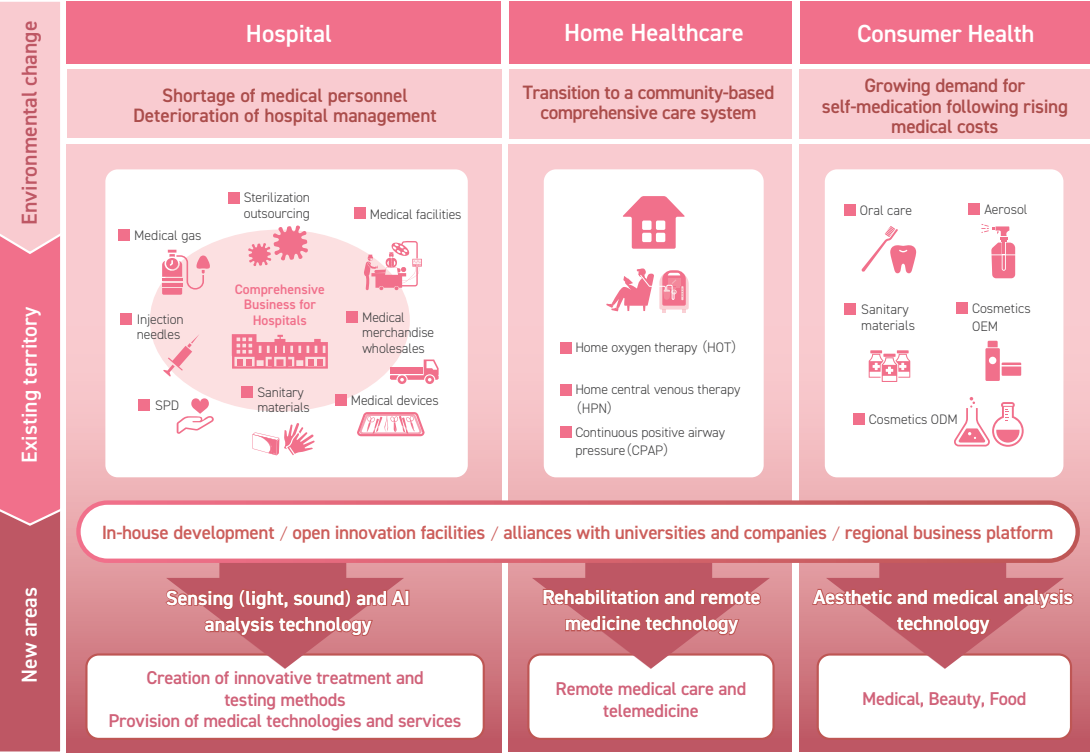 Environmental change
Hospital
Home Healthcare
Consumer Health
Shortage of medical personnel
Deterioration of hospital management
Transition to a community-based
comprehensive care system
Growing demand for
self-medication following rising
medical costs
Existing territory
Sterilization
outsourcing
Medical facilities
Medical gas
Comprehensive
Business for
Hospitals
Injection
needles
Medical
merchandise
wholesales
SPD
Sanitary
materials
Medical devices
Home oxygen therapy (HOT)
Home central venous therapy
(HPN)
Continuous positive airway
pressure (CPAP)
Oral care
Aerosol
Sanitary
materials
Cosmetics
OEM
Cosmetics ODM
In-house development / open innovation facilities / alliances with universities and companies / regional business platform
New areas
Sensing (light, sound) and AI
analysis technology
Rehabilitation and remote
medicine technology
Aesthetic and medical analysis
technology
Creation of innovative treatment and
testing methods
Provision of medical technologies and services
Remote medical care and
telemedicine
Medical, Beauty, Food